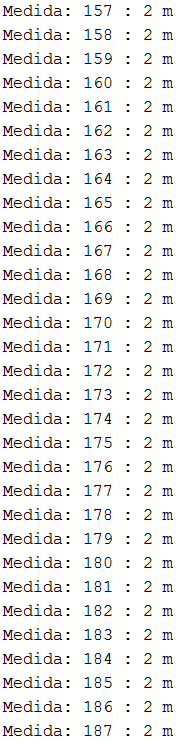 Medida: 157 : 2 m
Medida: 158 : 2 m
Medida: 159 : 2 m
Medida: 160 : 2 m
Medida: 161 : 2 m
Medida: 162 : 2 m
Medida: 163 : 2 m
Medida: 164 : 2 m
Medida: 165 : 2 m
Medida: 166 : 2 m
Medida: 167 : 2 m
Medida: 168 : 2 m
Medida: 169 : 2 m
Medida: 170 : 2 m
Medida: 171 : 2 m
Medida: 172 : 2 m
Medida: 173 : 2 m
Medida: 174 : 2 m
Medida: 175 : 2 m
Medida: 176 : 2 m
Medida: 177 : 2 m
Medida: 178 : 2 m
Medida: 179 : 2 m
Medida: 180 : 2 m
Medida: 181 : 2 m
Medida: 182 : 2 m
Medida: 183 : 2 m
Medida: 184 : 2 m
Medida: 185 : 2 m
Medida: 186 : 2 m
Medida: 187 : 2 m